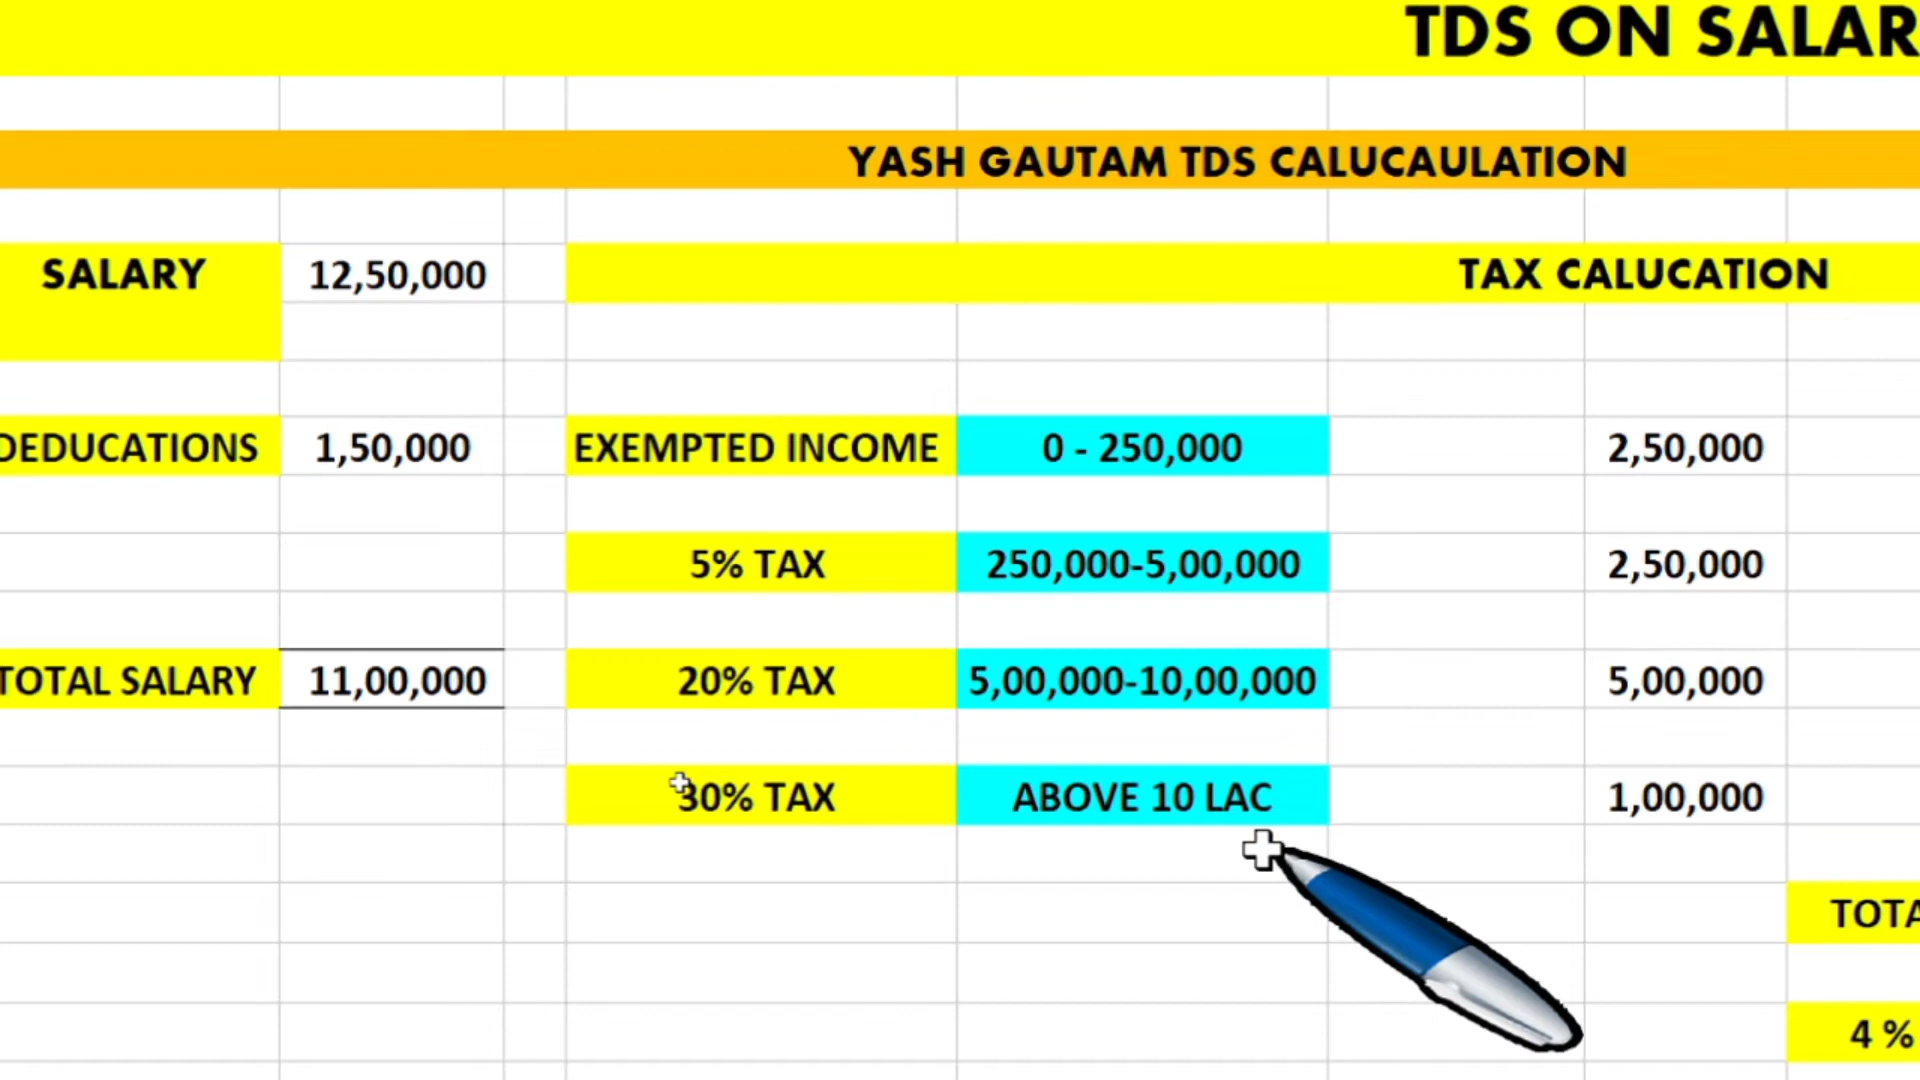 TDS ON SALAR
YASH GAUTAM TDS CALUCAULATION
SALARY 12,50,000 TAX CALUCATION
DEDUCATIONS 1,50,000 EXEMPTED INCOME 0 - 250,000 2,50,000
5% TAX 250,000-5,00,000 2,50,000
TOTAL SALARY 11,00,000 20% TAX 5,00,000-10,00,000 5,00,000
30% TAX ABOVE 10 LAC 1,00,000
TOTA
4 %